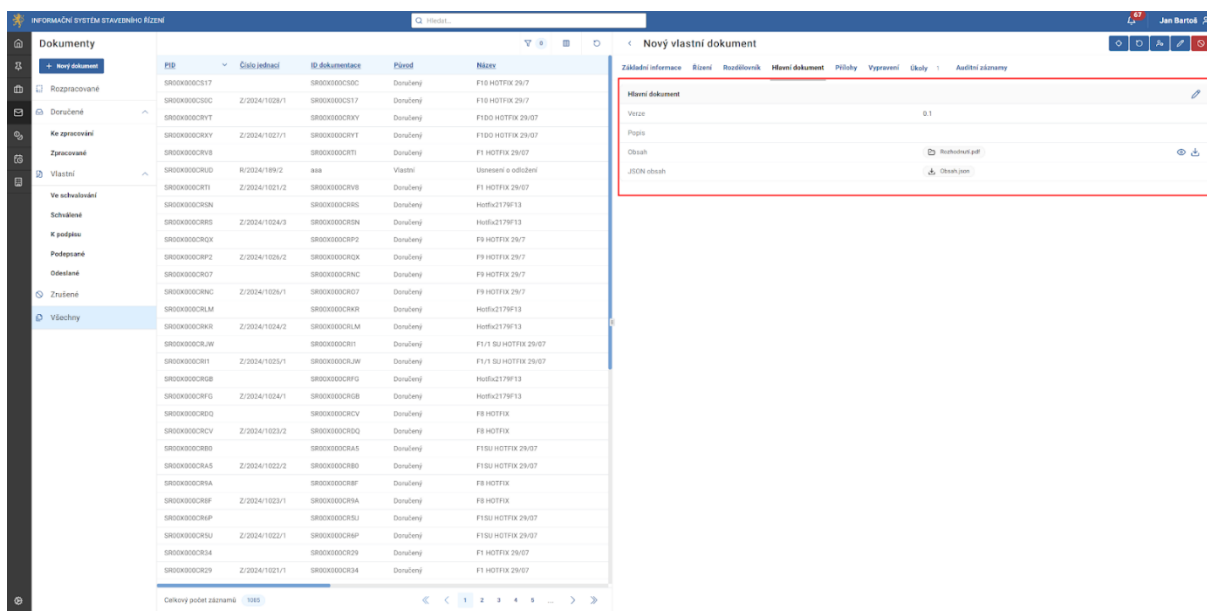 INFORMAČNÍ SYSTÉM STAVEBNÍHO ŘÍZENÍ
Hledat...
67
Jan Bartoš
Dokumenty
+ Nový dokument
Rozpracované
Doručené
Ke zpracování
Zpracované
Vlastní
Ve schvalování
Schválené
K podpisu
Podepsané
Odeslané
Zrušené
Všechny
0
PID Číslo jednací ID dokumentace Původ Název
SR00X000CS17 SR00X000CS0C Doručený F10 HOTFIX 29/7
SR00X000CS0C Z/2024/1028/1 SR00X000CS17 Doručený F10 HOTFIX 29/7
SR00X000CRYT SR00X000CRXY Doručený F1DO HOTFIX 29/07
SR00X000CRXY Z/2024/1027/1 SR00X000CRYT Doručený F1DO HOTFIX 29/07
SR00X000CRV8 SR00X000CRTI Doručený F1 HOTFIX 29/07
SR00X000CRUD R/2024/189/2 aaa Vlastní Usnesení o odložení
SR00X000CRTI Z/2024/1021/2 SR00X000CRV8 Doručený F1 HOTFIX 29/07
SR00X000CRSN SR00X000CRRS Doručený Hotfix2179F13
SR00X000CRRS Z/2024/1024/3 SR00X000CRSN Doručený Hotfix2179F13
SR00X000CRQX SR00X000CRP2 Doručený F9 HOTFIX 29/7
SR00X000CRP2 Z/2024/1026/2 SR00X000CRQX Doručený F9 HOTFIX 29/7
SR00X000CRO7 SR00X000CRNC Doručený F9 HOTFIX 29/7
SR00X000CRNC Z/2024/1026/1 SR00X000CRO7 Doručený F9 HOTFIX 29/7
SR00X000CRLM SR00X000CRKR Doručený Hotfix2179F13
SR00X000CRKR Z/2024/1024/2 SR00X000CRLM Doručený Hotfix2179F13
SR00X000CRJW SR00X000CRI1 Doručený F1/1 SU HOTFIX 29/07
SR00X000CRI1 Z/2024/1025/1 SR00X000CRJW Doručený F1/1 SU HOTFIX 29/07
SR00X000CRGB SR00X000CRFG Doručený Hotfix2179F13
SR00X000CRFG Z/2024/1024/1 SR00X000CRGB Doručený Hotfix2179F13
SR00X000CRDQ SR00X000CRCV Doručený F8 HOTFIX
SR00X000CRCV Z/2024/1023/2 SR00X000CRDQ Doručený F8 HOTFIX
SR00X000CRB0 SR00X000CRA5 Doručený F1SU HOTFIX 29/07
SR00X000CRA5 Z/2024/1022/2 SR00X000CRB0 Doručený F1SU HOTFIX 29/07
SR00X000CR9A SR00X000CR8F Doručený F8 HOTFIX
SR00X000CR8F Z/2024/1023/1 SR00X000CR9A Doručený F8 HOTFIX
SR00X000CR6P SR00X000CR5U Doručený F1SU HOTFIX 29/07
SR00X000CR5U Z/2024/1022/1 SR00X000CR6P Doručený F1SU HOTFIX 29/07
SR00X000CR34 SR00X000CR29 Doručený F1 HOTFIX 29/07
SR00X000CR29 Z/2024/1021/1 SR00X000CR34 Doručený F1 HOTFIX 29/07
Celkový počet záznamů 1085
1 2 3 4 5 ...
Nový vlastní dokument
Základní informace Řízení Rozdělovník Hlavní dokument Přílohy Vypravení Úkoly 1 Auditní záznamy
Hlavní dokument
Verze 0.1
Popis
Obsah Rozhodnutí.pdf
JSON obsah Obsah.json